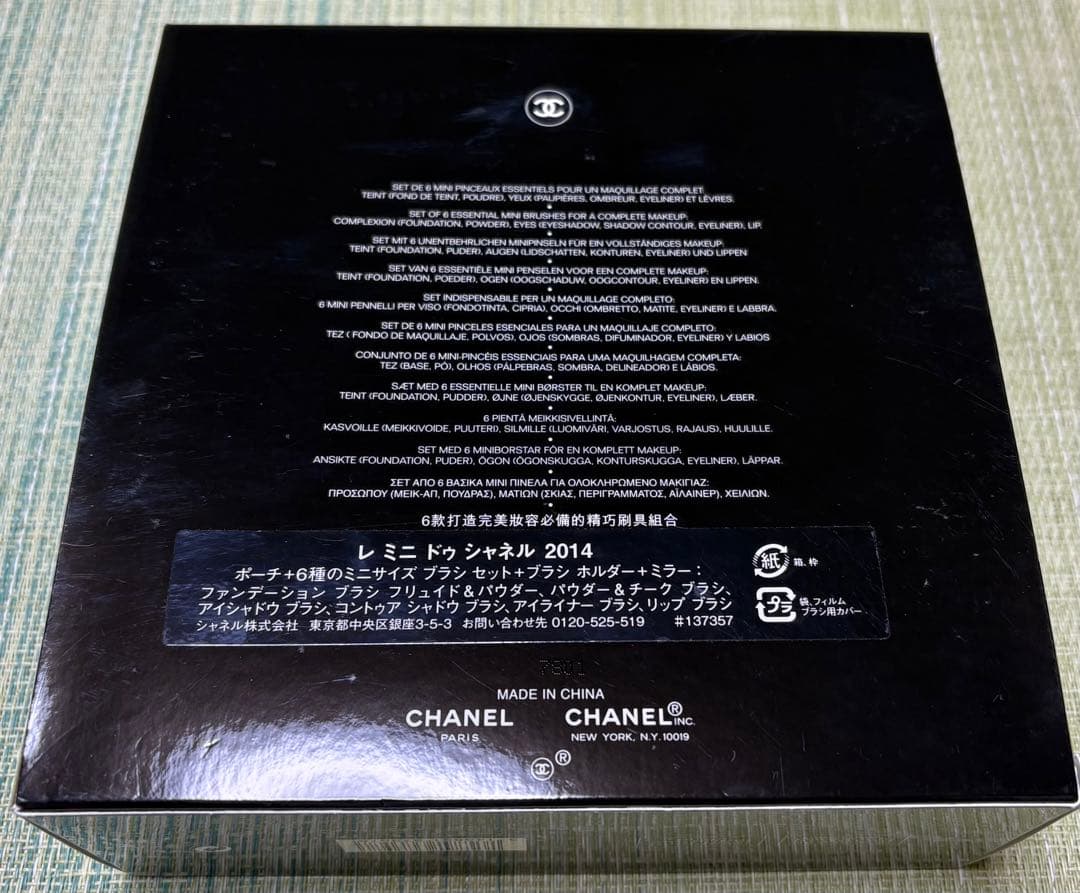 SET DE 6 MINI PINCEAUX ESSENTIELS POUR UN MAQUILLAGE COMPLET
TEINT (FOND DE TEINT, POUDRE), YEUX (PAUPIÈRES, OMBREUR, EYELINER) ET LÈVRES.
SET OF 6 ESSENTIAL MINI BRUSHES FOR A COMPLETE MAKEUP:
COMPLEXION (FOUNDATION, POWDER), EYES (EYESHADOW, SHADOW CONTOUR, EYELINER), LIP.
SET MIT 6 UNENTBEHRLICHEN MINIPINSELN FÜR EIN VOLLSTÄNDIGES MAKEUP:
TEINT (FOUNDATION, PUDER), AUGEN (LIDSCHATTEN, KONTUREN, EYELINER) UND LIPPEN
SET VAN 6 ESSENTIËLE MINI PENSELEN VOOR EEN COMPLETE MAKEUP:
TEINT (FOUNDATION, POEDER), OGEN (OOGSCHADUW, OOGCONTOUR, EYELINER) EN LIPPEN.
SET INDISPENSABILE PER UN MAQUILLAGE COMPLETO:
6 MINI PENNELLI PER VISO (FONDOTINTA, CIPRIA), OCCHI (OMBRETTO, MATITE, EYELINER) E LABBRA.
SET DE 6 MINI PINCELES ESENCIALES PARA UN MAQUILLAJE COMPLETO:
TEZ ( FONDO DE MAQUILLAJE, POLVOS), OJOS (SOMBRAS, DIFUMINADOR, EYELINER) Y LABIOS
CONJUNTO DE 6 MINI-PINCÉIS ESSENCIAIS PARA UMA MAQUILHAGEM COMPLETA:
TEZ (BASE, PÓ), OLHOS (PÁLPEBRAS, SOMBRA, DELINEADOR) E LÁBIOS.
SÆT MED 6 ESSENTIELLE MINI BØRSTER TIL EN KOMPLET MAKEUP:
TEINT (FOUNDATION, PUDDER), ØJNE (ØJENSKYGGE, ØJENKONTUR, EYELINER), LÆBER.
6 PIENTÄ MEIKKISIVELLINTÄ:
KASVOILLE (MEIKKIVOIDE, PUUTERI), SILMILLE (LUOMIVÄRI, VARJOSTUS, RAJAUS), HUULILLE.
SET MED 6 MINIBORSTAR FÖR EN KOMPLETT MAKEUP:
ANSIKTE (FOUNDATION, PUDER), ÖGON (ÖGONSKUGGA, KONTURSKUGGA, EYELINER), LÄPPAR.
ΣΕΤ ΑΠΟ 6 ΒΑΣΙΚΑ ΜΙΝΙ ΠΙΝΕΛΑ ΓΙΑ ΟΛΟΚΛΗΡΩΜΕΝΟ ΜΑΚΙΓΙΑΖ:
ΠΡΟΣΩΠΟΥ (ΜΕΙΚ-ΑΠ, ΠΟΥΔΡΑΣ), ΜΑΤΙΩΝ (ΣΚΙΑΣ, ΠΕΡΙΓΡΑΜΜΑΤΟΣ, ΑΪΛΑΙΝΕΡ), ΧΕΙΛΙΩΝ.
6款打造完美妝容必備的精巧刷具組合
レ ミニ ドゥ シャネル 2014
ポーチ+6種のミニサイズ ブラシ セット+ブラシ ホルダー+ミラー:
ファンデーション ブラシ フリュイド&パウダー、パウダー&チーク ブラシ、
アイシャドウ ブラシ、コントゥア シャドウ ブラシ、アイライナー ブラシ、リップ ブラシ
シャネル株式会社 東京都中央区銀座3-5-3 お問い合わせ先 0120-525-519 #137357
紙 箱、枠
プラ 袋、フィルム
ブラシ用カバー
7801
MADE IN CHINA
CHANEL CHANEL® INC.
PARIS NEW YORK, N.Y. 10019
®